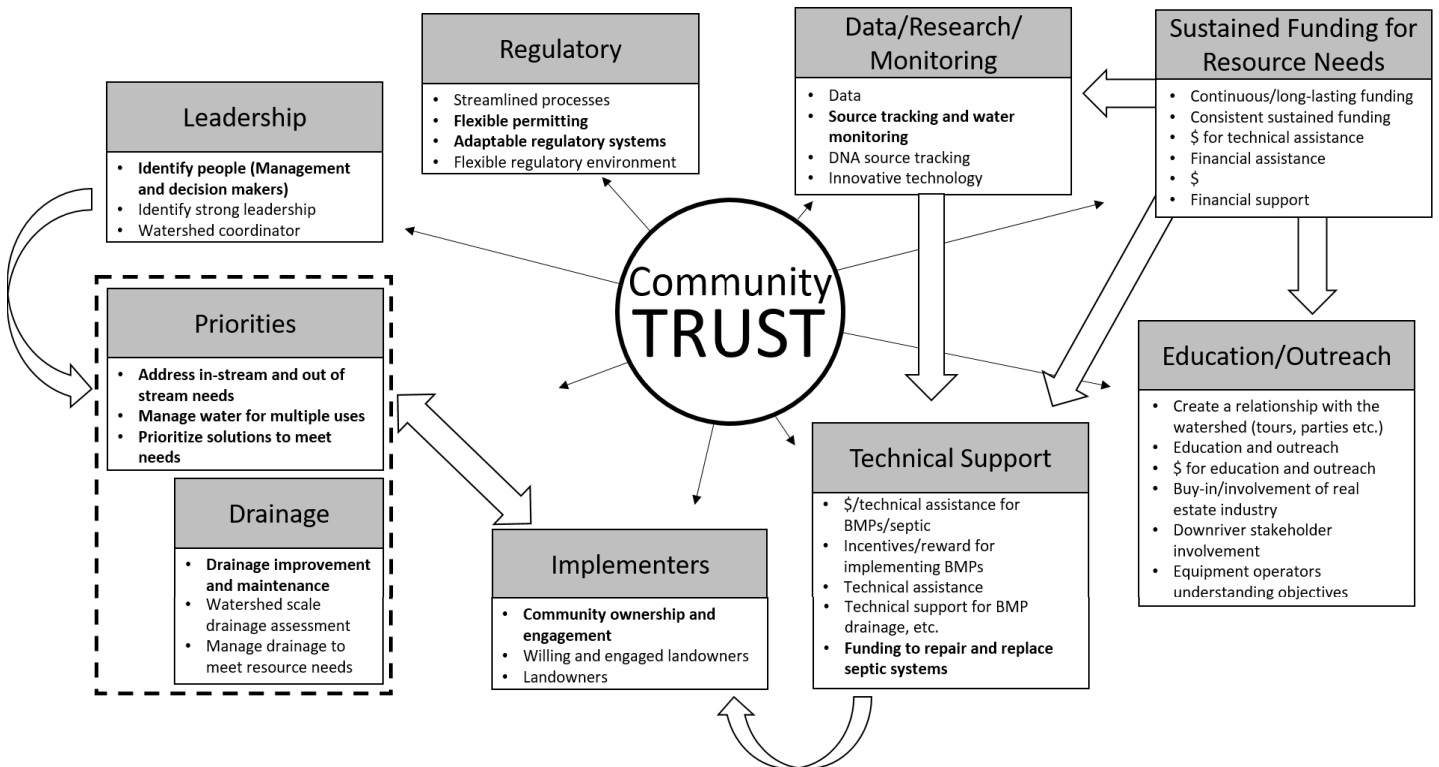 Regulatory
• Streamlined processes
• Flexible permitting
• Adaptable regulatory systems
• Flexible regulatory environment
Data/Research/
Monitoring
• Data
• Source tracking and water
monitoring
• DNA source tracking
• Innovative technology
Sustained Funding for
Resource Needs
• Continuous/long-lasting funding
• Consistent sustained funding
• $ for technical assistance
• Financial assistance
• $
• Financial support
Leadership
• Identify people (Management
and decision makers)
• Identify strong leadership
• Watershed coordinator
Community
TRUST
Priorities
• Address in-stream and out of
stream needs
• Manage water for multiple uses
• Prioritize solutions to meet
needs
Drainage
• Drainage improvement
and maintenance
• Watershed scale
drainage assessment
• Manage drainage to
meet resource needs
Implementers
• Community ownership and
engagement
• Willing and engaged landowners
• Landowners
Technical Support
• $/technical assistance for
BMPs/septic
• Incentives/reward for
implementing BMPs
• Technical assistance
• Technical support for BMP
drainage, etc.
• Funding to repair and replace
septic systems
Education/Outreach
• Create a relationship with the
watershed (tours, parties etc.)
• Education and outreach
• $ for education and outreach
• Buy-in/involvement of real
estate industry
• Downriver stakeholder
involvement
• Equipment operators
understanding objectives